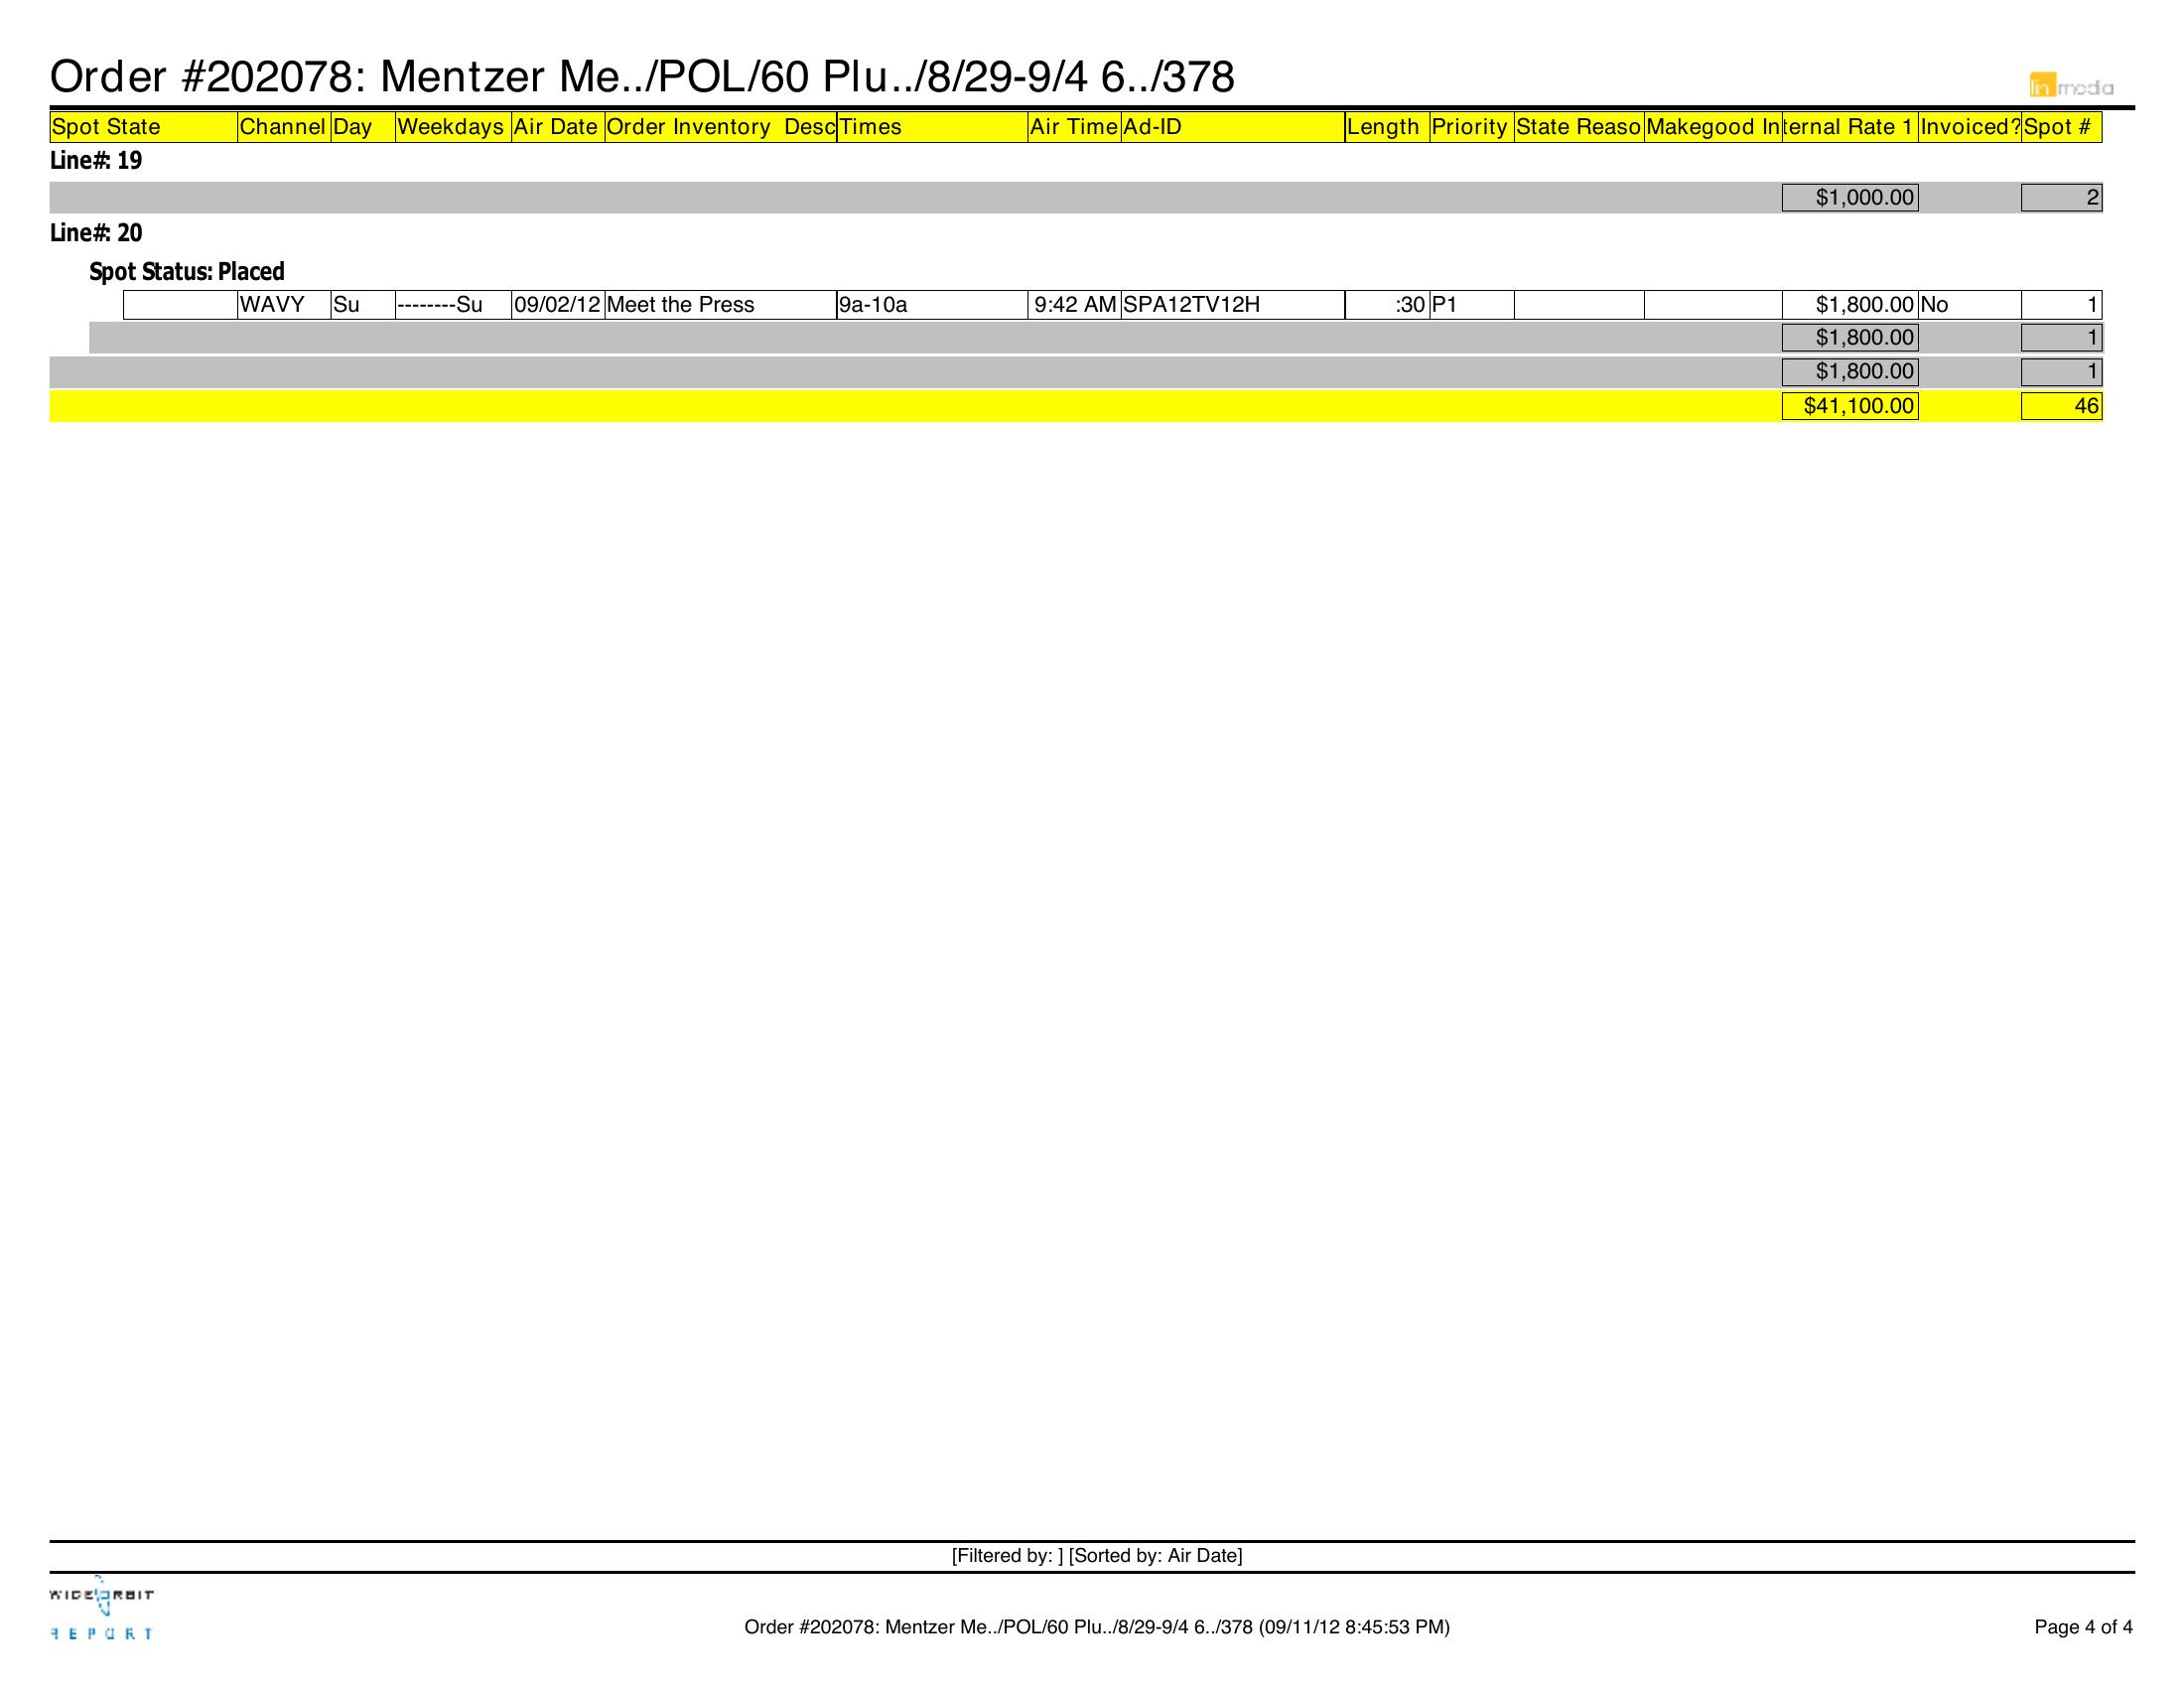 Order #202078: Mentzer Me../POL/60 Plu../8/29-9/4 6../378
lin media
Spot State Channel Day Weekdays Air Date Order Inventory Desc Times Air Time Ad-ID Length Priority State Reaso Makegood Internal Rate 1 Invoiced? Spot #
Line#: 19
$1,000.00 2
Line#: 20
Spot Status: Placed
WAVY Su --------Su 09/02/12 Meet the Press 9a-10a 9:42 AM SPA12TV12H :30 P1 $1,800.00 No 1
$1,800.00 1
$1,800.00 1
$41,100.00 46
[Filtered by: ] [Sorted by: Air Date]
WIDEORBIT
REPORT
Order #202078: Mentzer Me../POL/60 Plu../8/29-9/4 6../378 (09/11/12 8:45:53 PM)
Page 4 of 4